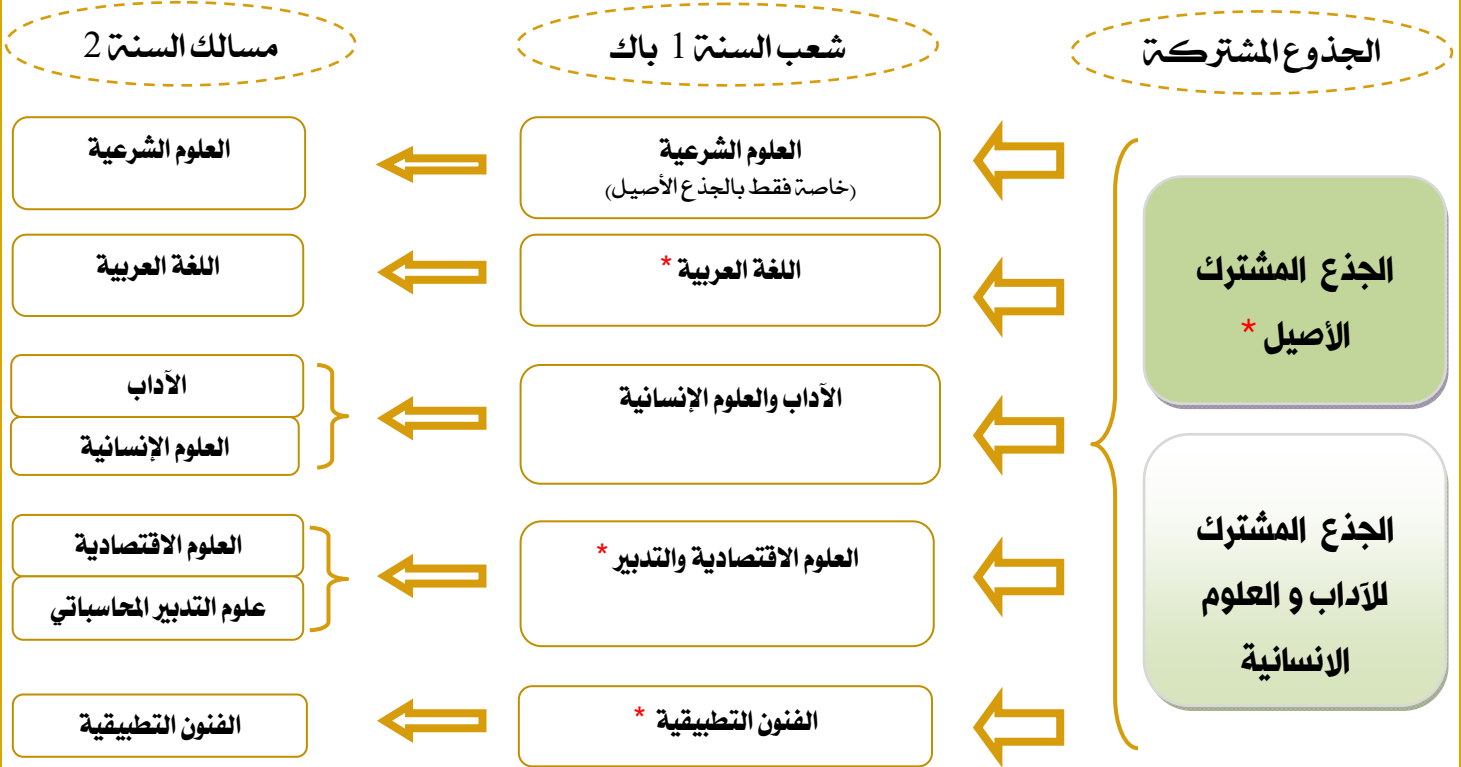 الجذوع المشتركة
شعب السنة 1 باك
مسالك السنة 2
الجذع المشترك
الأصيل *
الجذع المشترك
للآداب و العلوم
الانسانية
العلوم الشرعية
(خاصة فقط بالجذع الأصيل)
العلوم الشرعية
اللغة العربية *
اللغة العربية
الآداب والعلوم الإنسانية
الآداب
العلوم الإنسانية
العلوم الاقتصادية والتدبير *
العلوم الاقتصادية
علوم التدبير المحاسباتي
الفنون التطبيقية *
الفنون التطبيقية